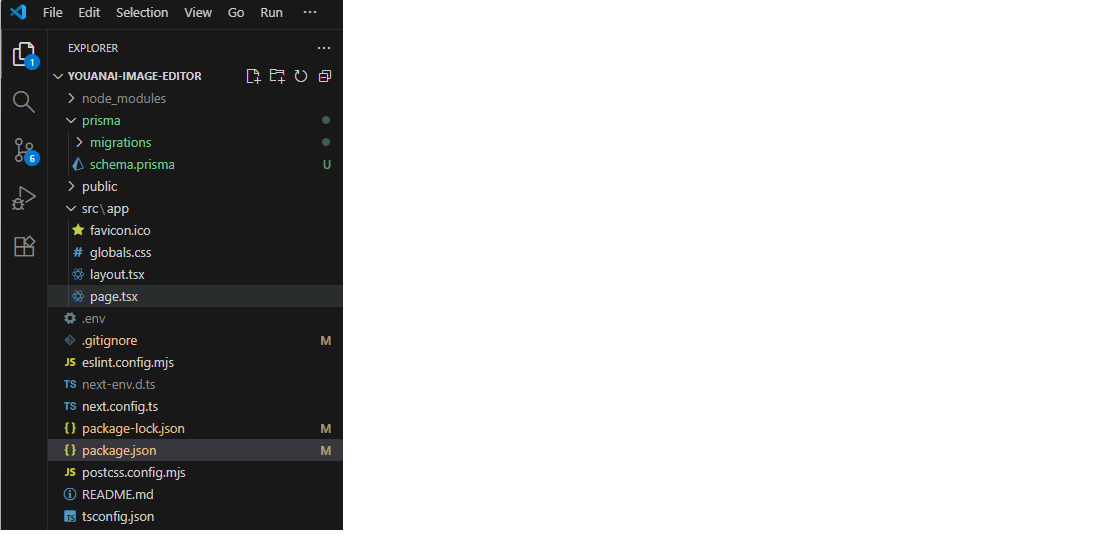 File Edit Selection View Go Run ···
EXPLORER ···
1
YOUANAI-IMAGE-EDITOR
node_modules
prisma
migrations
6
schema.prisma U
public
src\app
favicon.ico
# globals.css
layout.tsx
page.tsx
.env
.gitignore M
JS eslint.config.mjs
TS next-env.d.ts
TS next.config.ts
{} package-lock.json M
{} package.json M
JS postcss.config.mjs
README.md
TS tsconfig.json